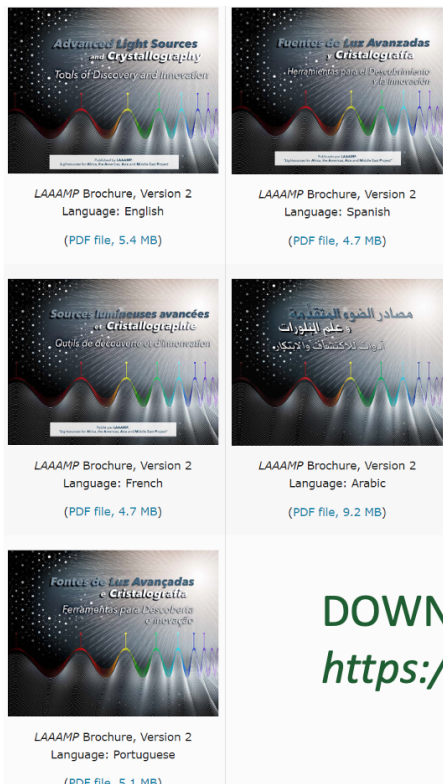 Advanced Light Sources
and Crystallography
Tools of Discovery and Innovation
Published by LAAAMP
LAAAMP Brochure, Version 2
Language: English
(PDF file, 5.4 MB)
Fuentes de Luz Avanzadas
y Cristalografía
Herramientas para el Descubrimiento
y la Innovación
LAAAMP Brochure, Version 2
Language: Spanish
(PDF file, 4.7 MB)
Sources lumineuses avancées
et Cristallographie
Outils de découverte et d'innovation
LAAAMP Brochure, Version 2
Language: French
(PDF file, 4.7 MB)
مصادر الضوء المتقدمة
و علم البلورات
أدوات للاكتشاف والابتكار
LAAAMP Brochure, Version 2
Language: Arabic
(PDF file, 9.2 MB)
Fontes de Luz Avançadas
e Cristalografia
Ferramentas para Descoberta
e Inovação
LAAAMP Brochure, Version 2
Language: Portuguese
(PDF file, 5.1 MB)
DOWN
https:/